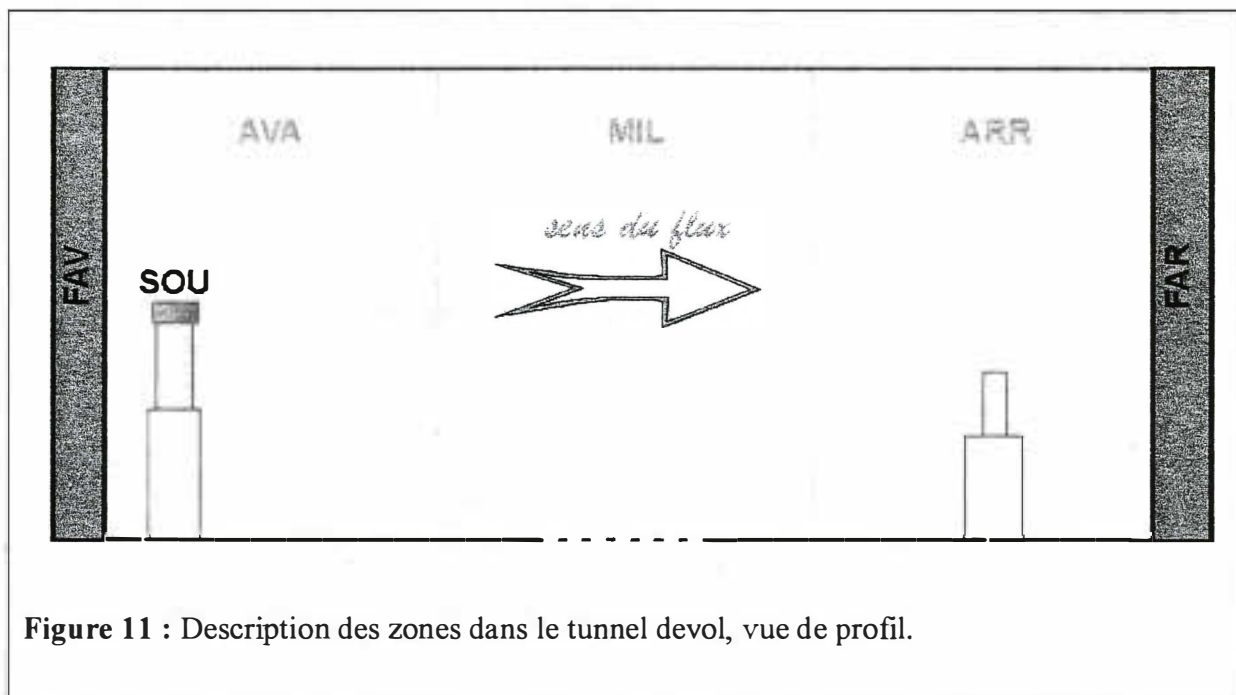 AVA MIL ARR
sens du flux
FAV
SOU
FAR
Figure 11 : Description des zones dans le tunnel devol, vue de profil.